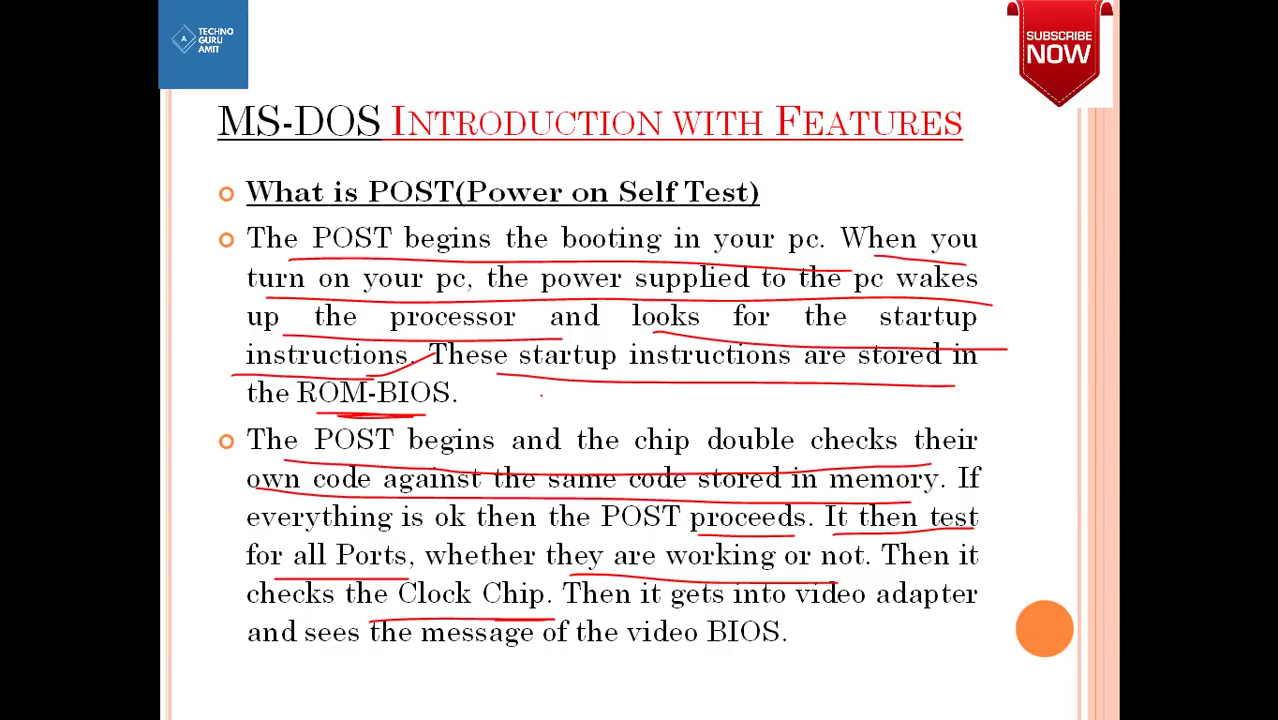 TECHNO
GURU
AMIT
A
SUBSCRIBE
NOW
MS-DOS INTRODUCTION WITH FEATURES
What is POST(Power on Self Test)
The POST begins the booting in your pc. When you
turn on your pc, the power supplied to the pc wakes
up the processor and looks for the startup
instructions. These startup instructions are stored in
the ROM-BIOS.
The POST begins and the chip double checks their
own code against the same code stored in memory. If
everything is ok then the POST proceeds. It then test
for all Ports, whether they are working or not. Then it
checks the Clock Chip. Then it gets into video adapter
and sees the message of the video BIOS.